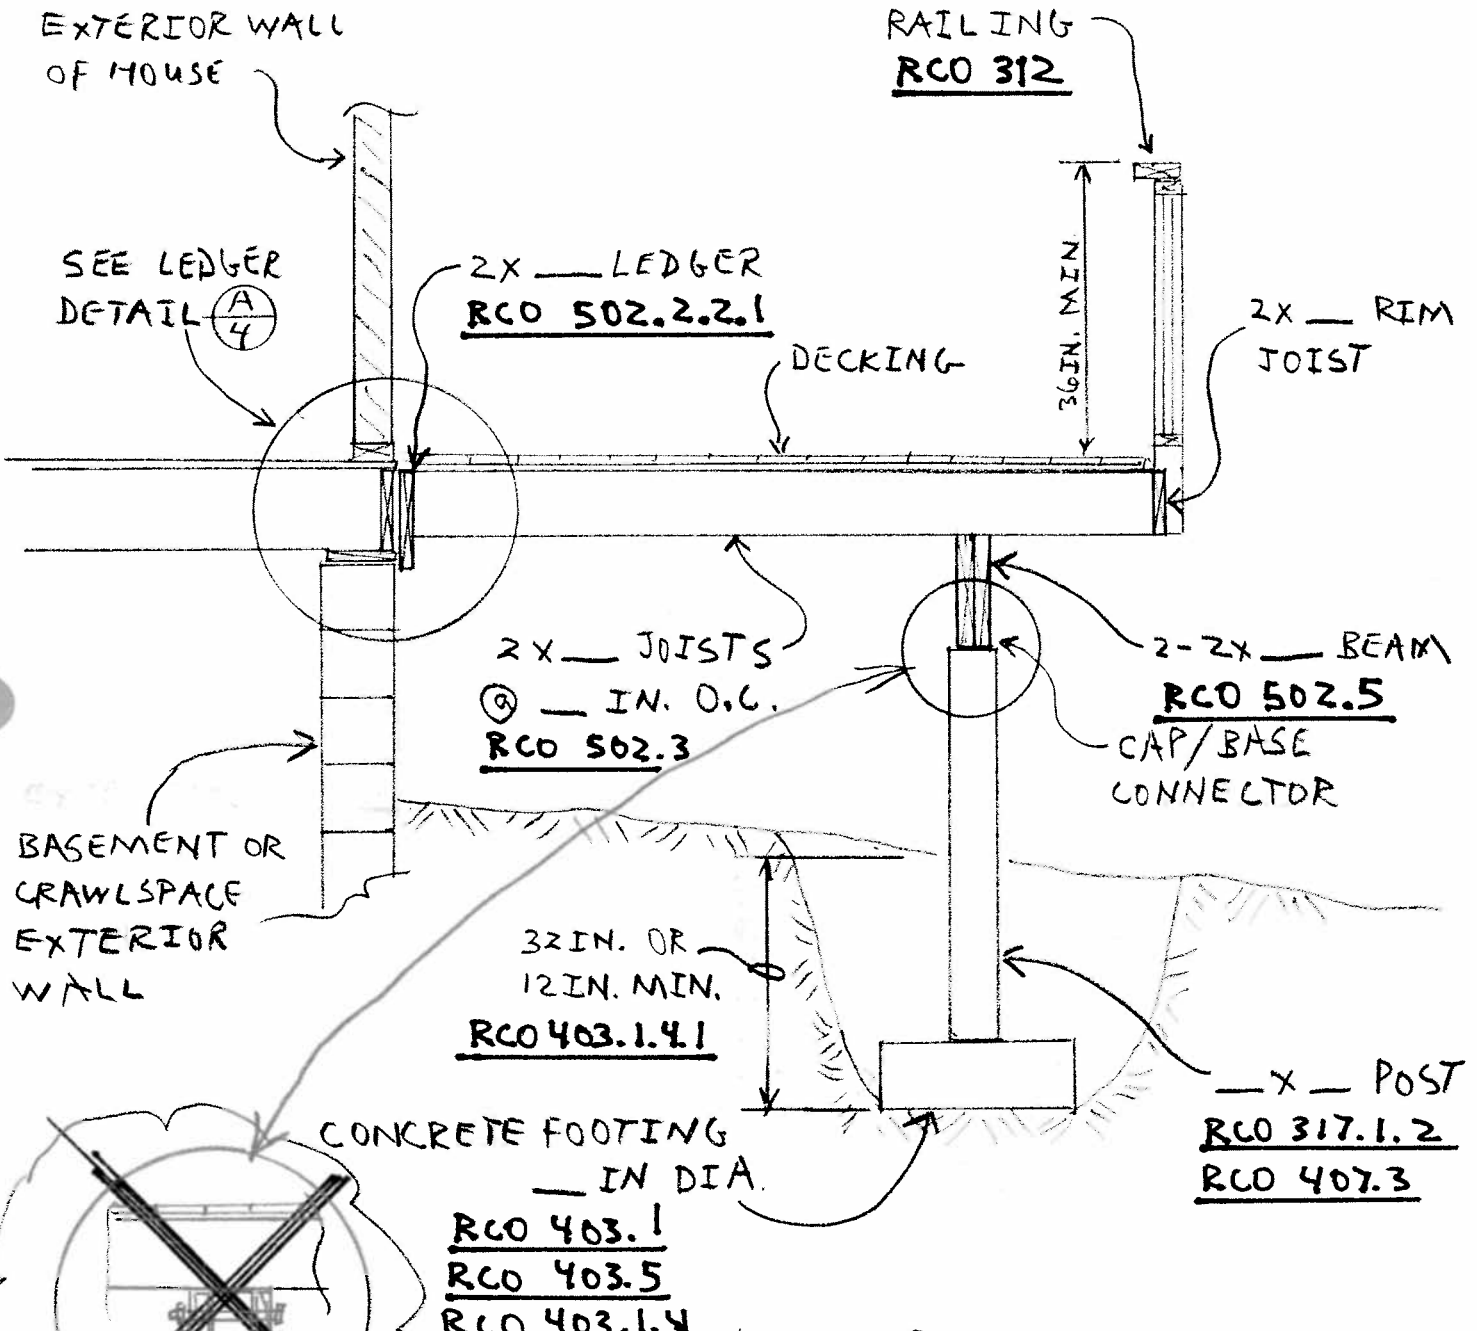 EXTERIOR WALL
OF HOUSE
RAILING
RCO 312
SEE LEDGER
DETAIL A/4
2X __ LEDGER
RCO 502.2.2.1
DECKING
36 IN. MIN
2X __ RIM
JOIST
2X __ JOISTS
@ __ IN. O.C.
RCO 502.3
2-2X __ BEAM
RCO 502.5
CAP/BASE
CONNECTOR
BASEMENT OR
CRAWLSPACE
EXTERIOR
WALL
32 IN. OR
12 IN. MIN.
RCO 403.1.4.1
__ X __ POST
RCO 317.1.2
RCO 407.3
CONCRETE FOOTING
__ IN DIA.
RCO 403.1
RCO 403.5
RCO 403.1.4